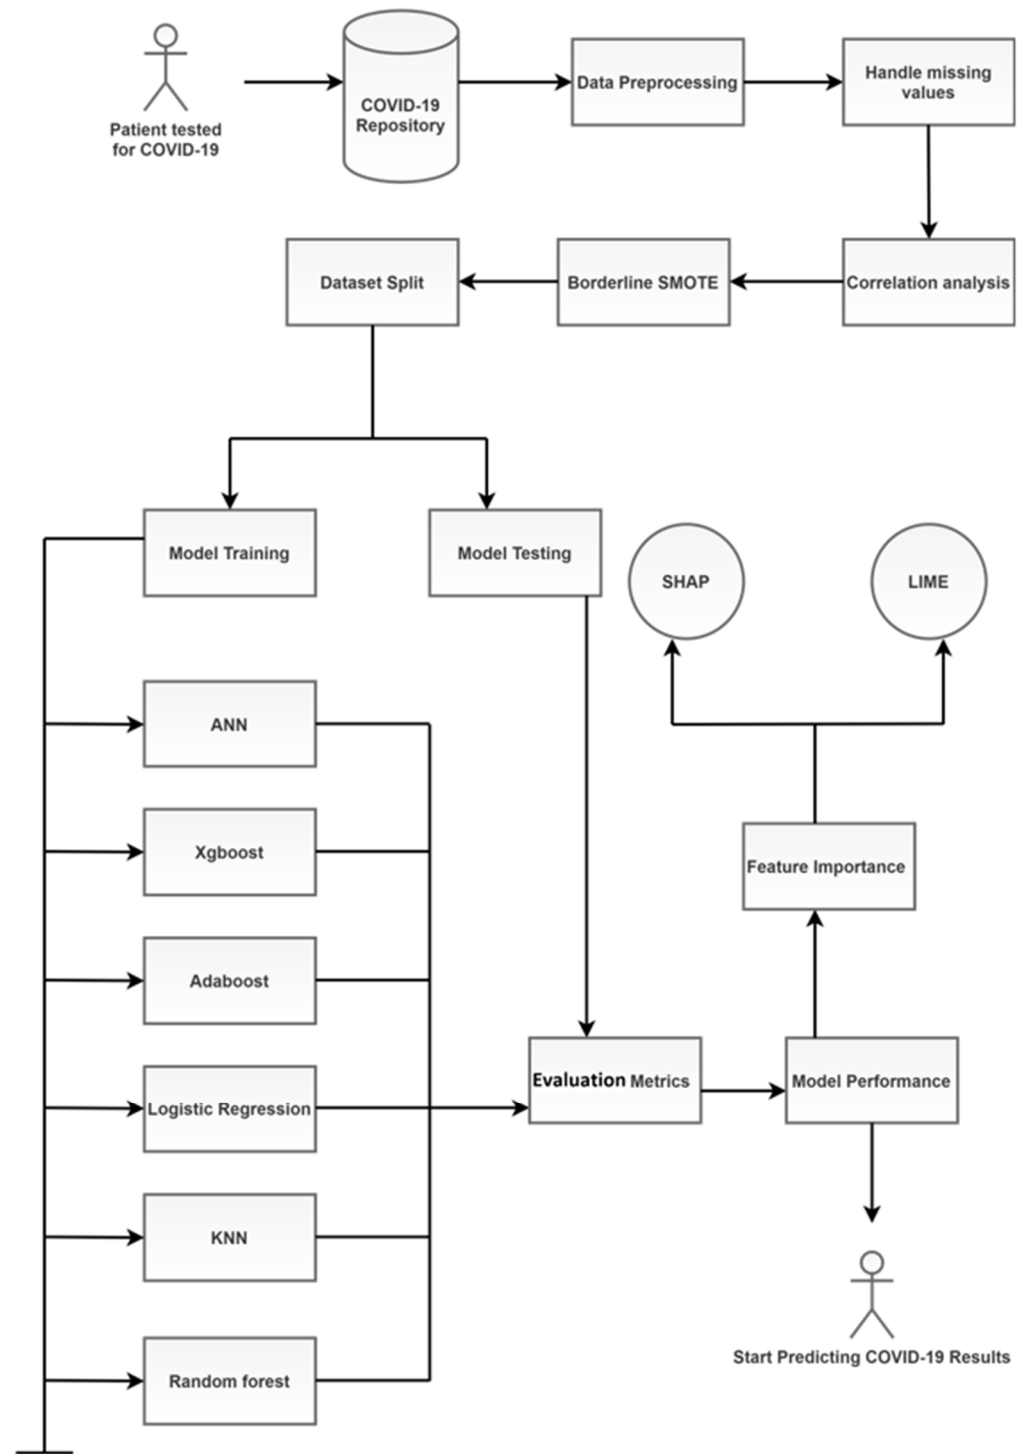 Patient tested
for COVID-19
COVID-19
Repository
Data Preprocessing
Handle missing
values
Correlation analysis
Borderline SMOTE
Dataset Split
Model Training
Model Testing
SHAP
LIME
ANN
Xgboost
Feature Importance
Adaboost
Evaluation Metrics
Model Performance
Logistic Regression
KNN
Start Predicting COVID-19 Results
Random forest